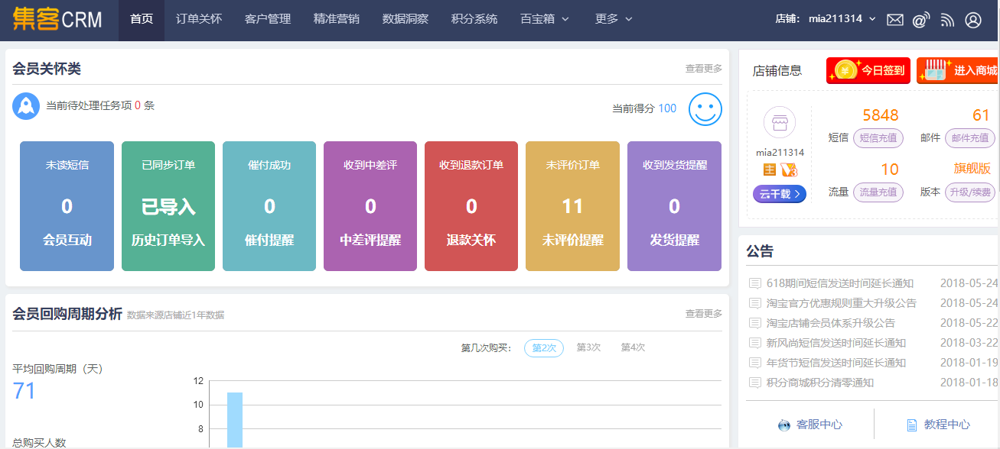 集客CRM 首页 订单关怀 客户管理 精准营销 数据洞察 积分系统 百宝箱 更多 店铺： mia211314
会员关怀类 查看更多
当前待处理任务项 0 条 当前得分 100
未读短信 已同步订单 催付成功 收到中差评 收到退款订单 未评价订单 收到发货提醒
0 已导入 0 0 0 11 0
会员互动 历史订单导入 催付提醒 中差评提醒 退款关怀 未评价提醒 发货提醒
会员回购周期分析 数据来源店铺近1年数据 查看更多
第几次购买： 第2次 第3次 第4次
平均回购周期（天）
71
总购买人数
12
10
8
店铺信息 今日签到 进入商城
mia211314
主 V3
云千载
5848 61
短信 短信充值 邮件 邮件充值
10 旗舰版
流量 流量充值 版本 升级/续费
公告
618期间短信发送时间延长通知 2018-05-24
淘宝官方优惠规则重大升级公告 2018-05-24
淘宝店铺会员体系升级公告 2018-05-22
新风尚短信发送时间延长通知 2018-03-22
年货节短信发送时间延长通知 2018-01-19
积分商城积分清零通知 2018-01-18
客服中心 教程中心